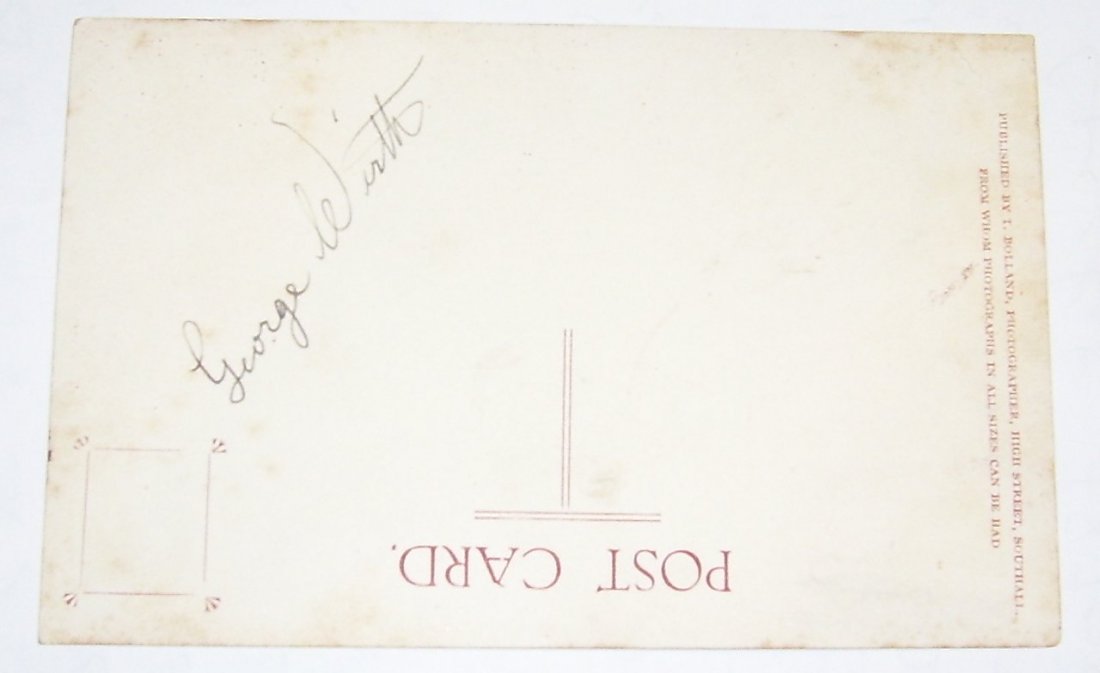 George Wirth
POST CARD.
PUBLISHED BY T. BOLLAND, PHOTOGRAPHER, HIGH STREET, SOUTHALL,
FROM WHOM PHOTOGRAPHS IN ALL SIZES CAN BE HAD